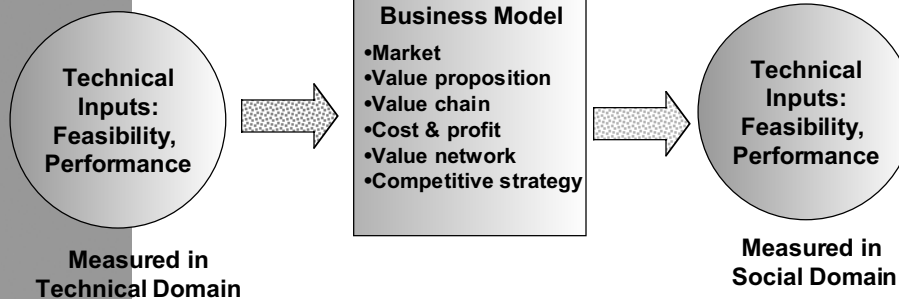 Technical
Inputs:
Feasibility,
Performance
Measured in
Technical Domain
Business Model
•Market
•Value proposition
•Value chain
•Cost & profit
•Value network
•Competitive strategy
Technical
Inputs:
Feasibility,
Performance
Measured in
Social Domain